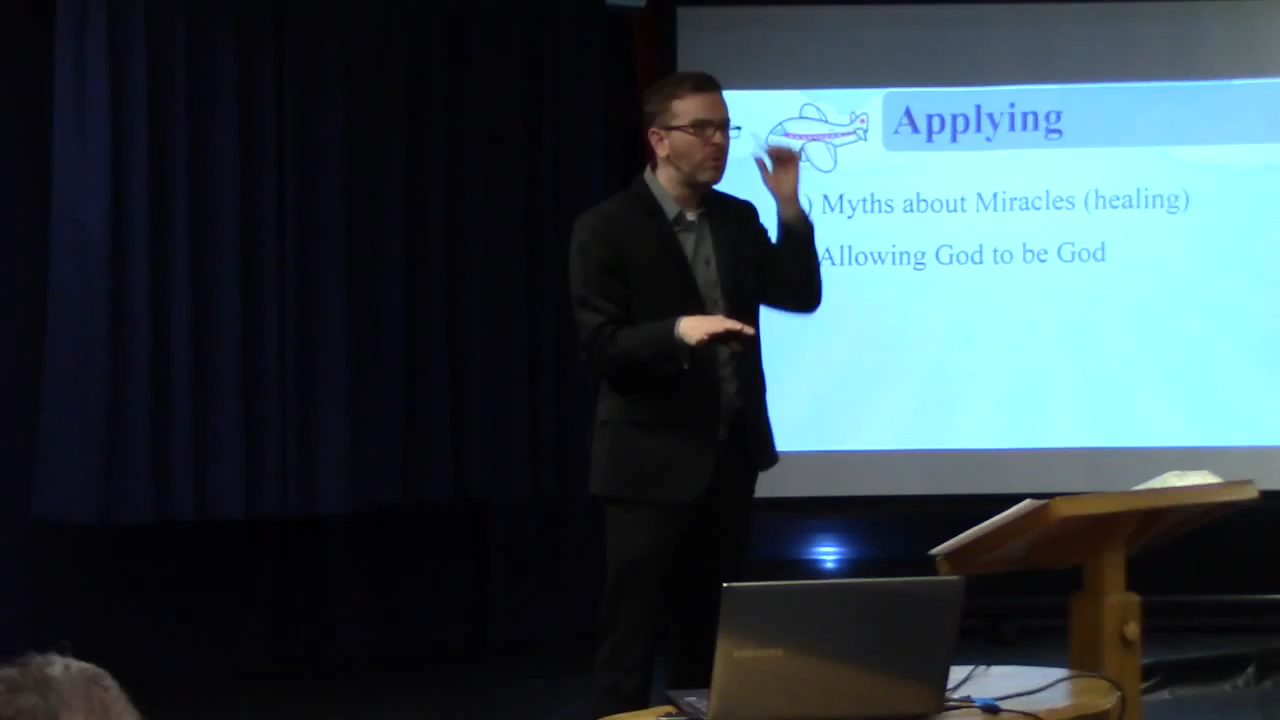 Applying
) Myths about Miracles (healing)
Allowing God to be God